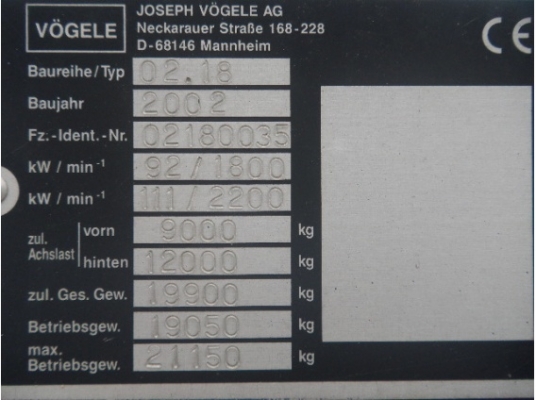 VÖGELE
JOSEPH VÖGELE AG
Neckarauer Straße 168-228
D-68146 Mannheim
CE
Baureihe/Typ 02.18
Baujahr 2002
Fz.-Ident.-Nr. 02180035
kW / min⁻¹ 92/1800
kW / min⁻¹ 111/2200
zul. Achslast vorn 9000 kg
hinten 12000 kg
zul. Ges. Gew. 19900 kg
Betriebsgew. 19050 kg
max.
Betriebsgew. 21150 kg